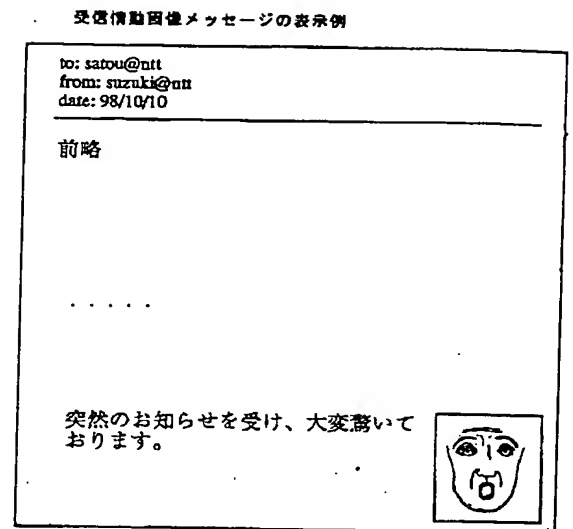 受信情動画像メッセージの表示例
to: satou@ntt
from: suzuki@ntt
date: 98/10/10
前略
. . . . .
突然のお知らせを受け、大変驚いて
おります。